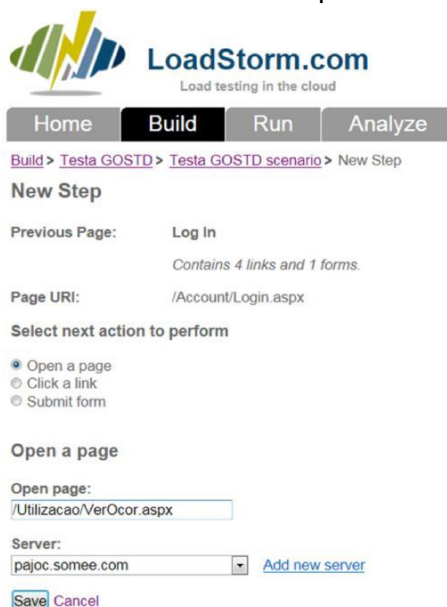 LoadStorm.com
Load testing in the cloud
Home Build Run Analyze
Build > Testa GOSTD > Testa GOSTD scenario > New Step
New Step
Previous Page: Log In
Contains 4 links and 1 forms.
Page URI: /Account/Login.aspx
Select next action to perform
Open a page
Click a link
Submit form
Open a page
Open page:
/Utilizacao/VerOcor.aspx
Server:
pajoc.somee.com Add new server
Save Cancel